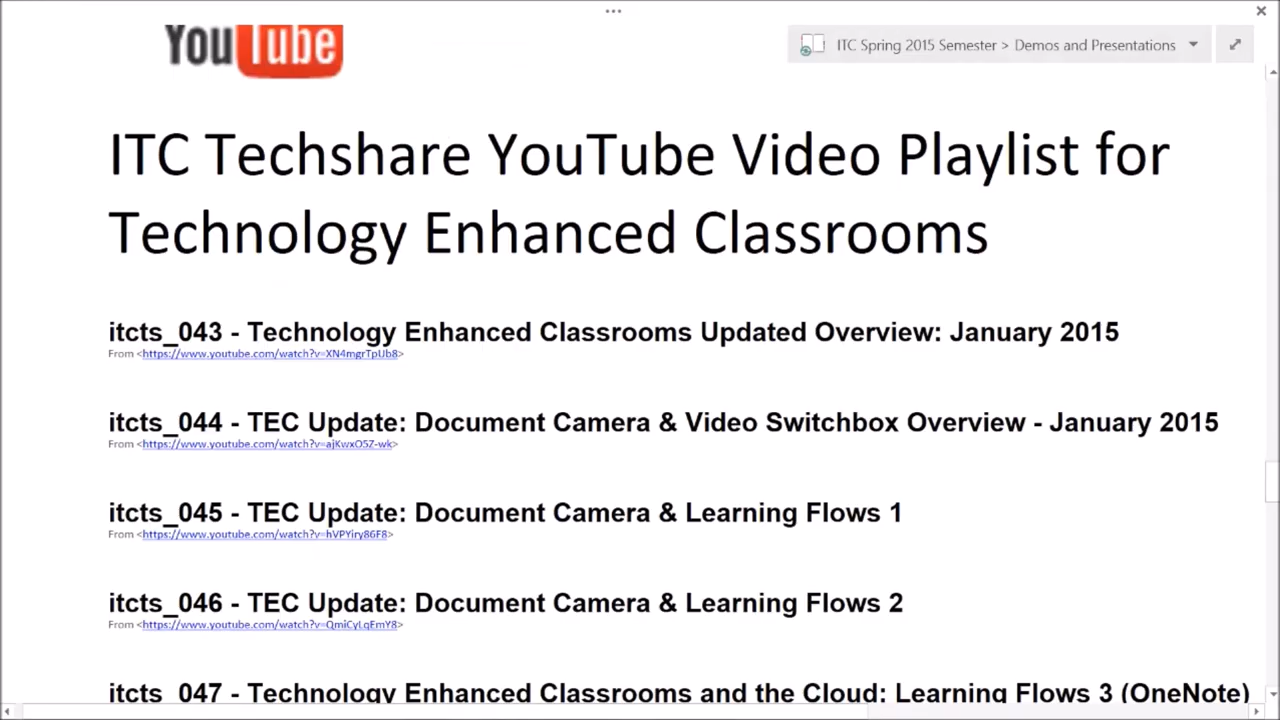 YouTube
ITC Spring 2015 Semester > Demos and Presentations
ITC Techshare YouTube Video Playlist for
Technology Enhanced Classrooms
itcts_043 - Technology Enhanced Classrooms Updated Overview: January 2015
From <https://www.youtube.com/watch?v=XN4mgrTpUb8>
itcts_044 - TEC Update: Document Camera & Video Switchbox Overview - January 2015
From <https://www.youtube.com/watch?v=ajKwxO5Z-wk>
itcts_045 - TEC Update: Document Camera & Learning Flows 1
From <https://www.youtube.com/watch?v=hVPYiry86F8>
itcts_046 - TEC Update: Document Camera & Learning Flows 2
From <https://www.youtube.com/watch?v=QmiCyLqEmY8>
itcts_047 - Technology Enhanced Classrooms and the Cloud: Learning Flows 3 (OneNote)